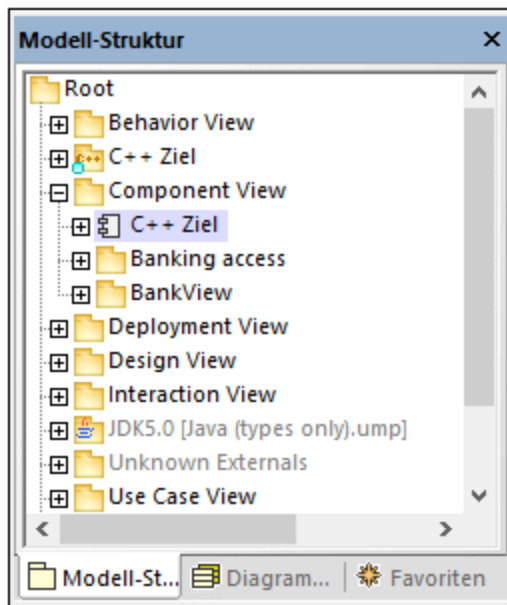 Modell-Struktur
Root
Behavior View
C++ Ziel
Component View
C++ Ziel
Banking access
BankView
Deployment View
Design View
Interaction View
JDK5.0 [Java (types only).ump]
Unknown Externals
Use Case View
Modell-St... Diagram... Favoriten